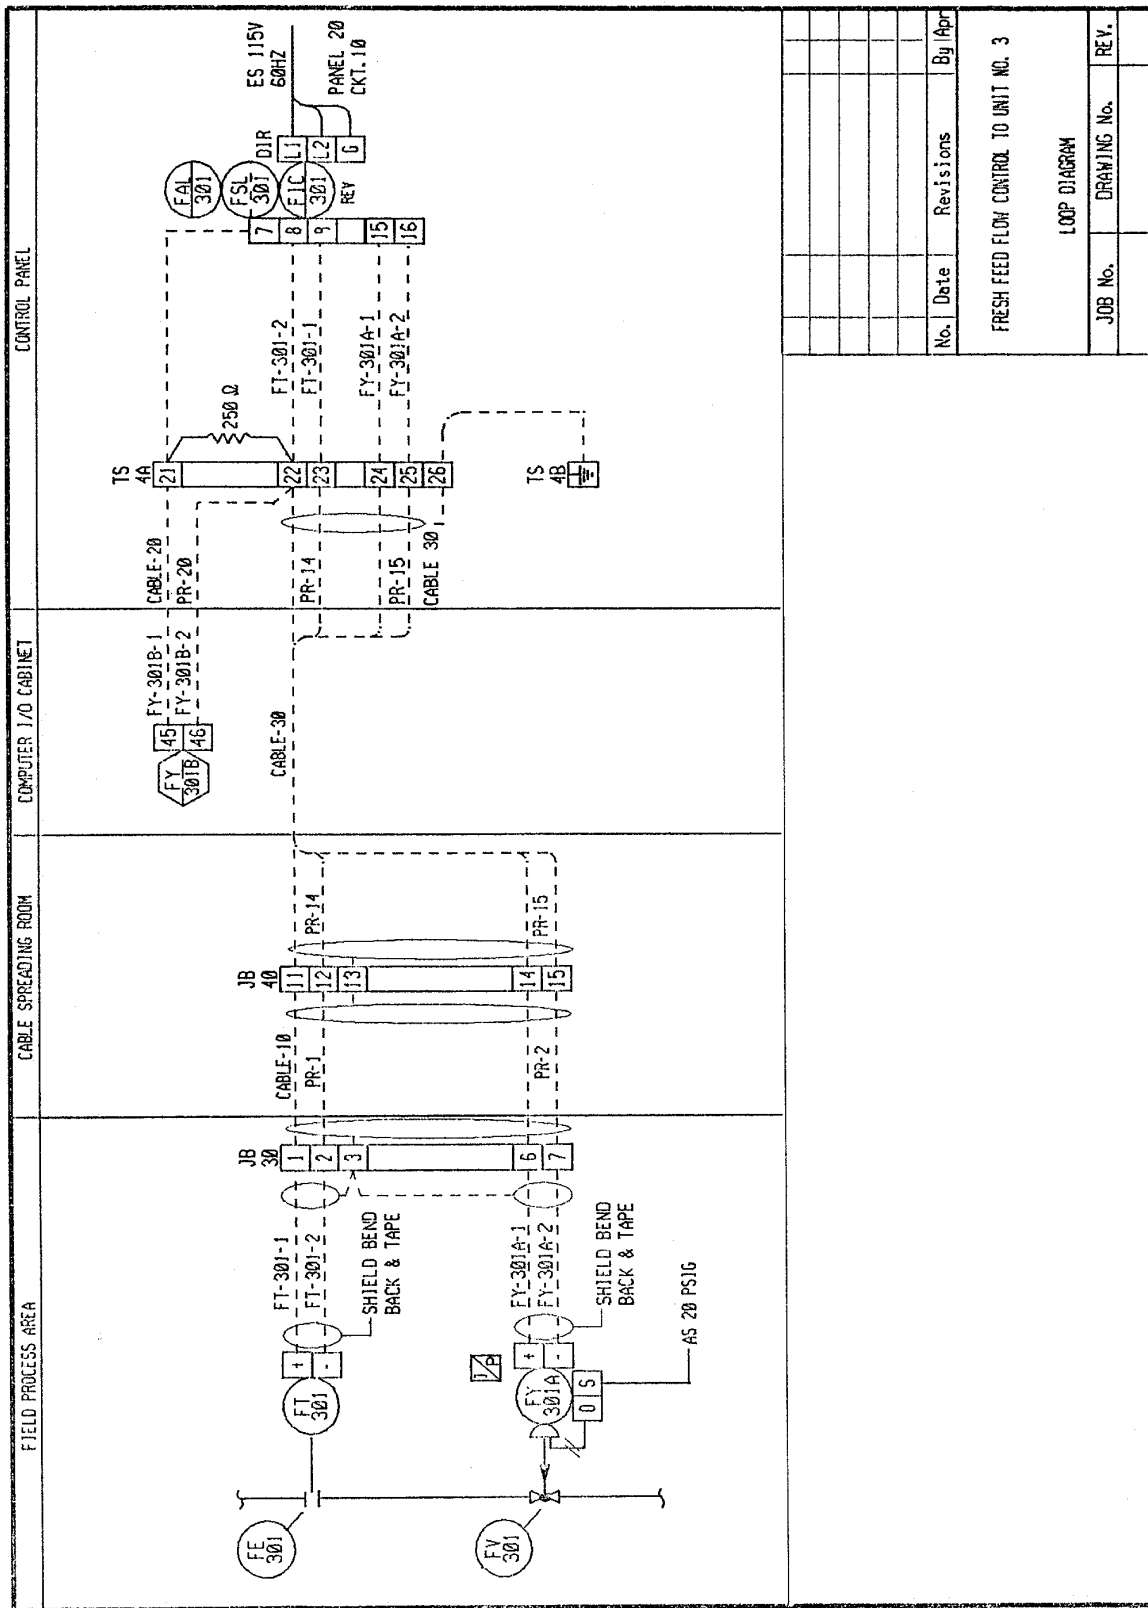 FIELD PROCESS AREA
CABLE SPREADING ROOM
COMPUTER I/O CABINET
CONTROL PANEL
FE
301
FV
301
FT
301
+
-
FT-301-1
FT-301-2
SHIELD BEND
BACK & TAPE
I/P
FY
301A
+
-
O
S
AS 20 PSIG
FY-301A-1
FY-301A-2
SHIELD BEND
BACK & TAPE
JB
30
1
2
3
6
7
CABLE-10
PR-1
PR-2
JB
40
11
12
13
14
15
PR-14
PR-15
CABLE-30
FY
301B
45
46
FY-301B-1
FY-301B-2
CABLE-20
PR-20
PR-14
PR-15
CABLE 30
TS
4A
21
22
23
24
25
26
250 Ω
TS
4B
FT-301-2
FT-301-1
FY-301A-1
FY-301A-2
7
8
9
15
16
FAL
301
FSL
301
FIC
301
DIR
REV
L1
L2
G
ES 115V
60HZ
PANEL 20
CKT.10
No.
Date
Revisions
By
Apr
FRESH FEED FLOW CONTROL TO UNIT NO. 3
LOOP DIAGRAM
JOB No.
DRAWING No.
REV.